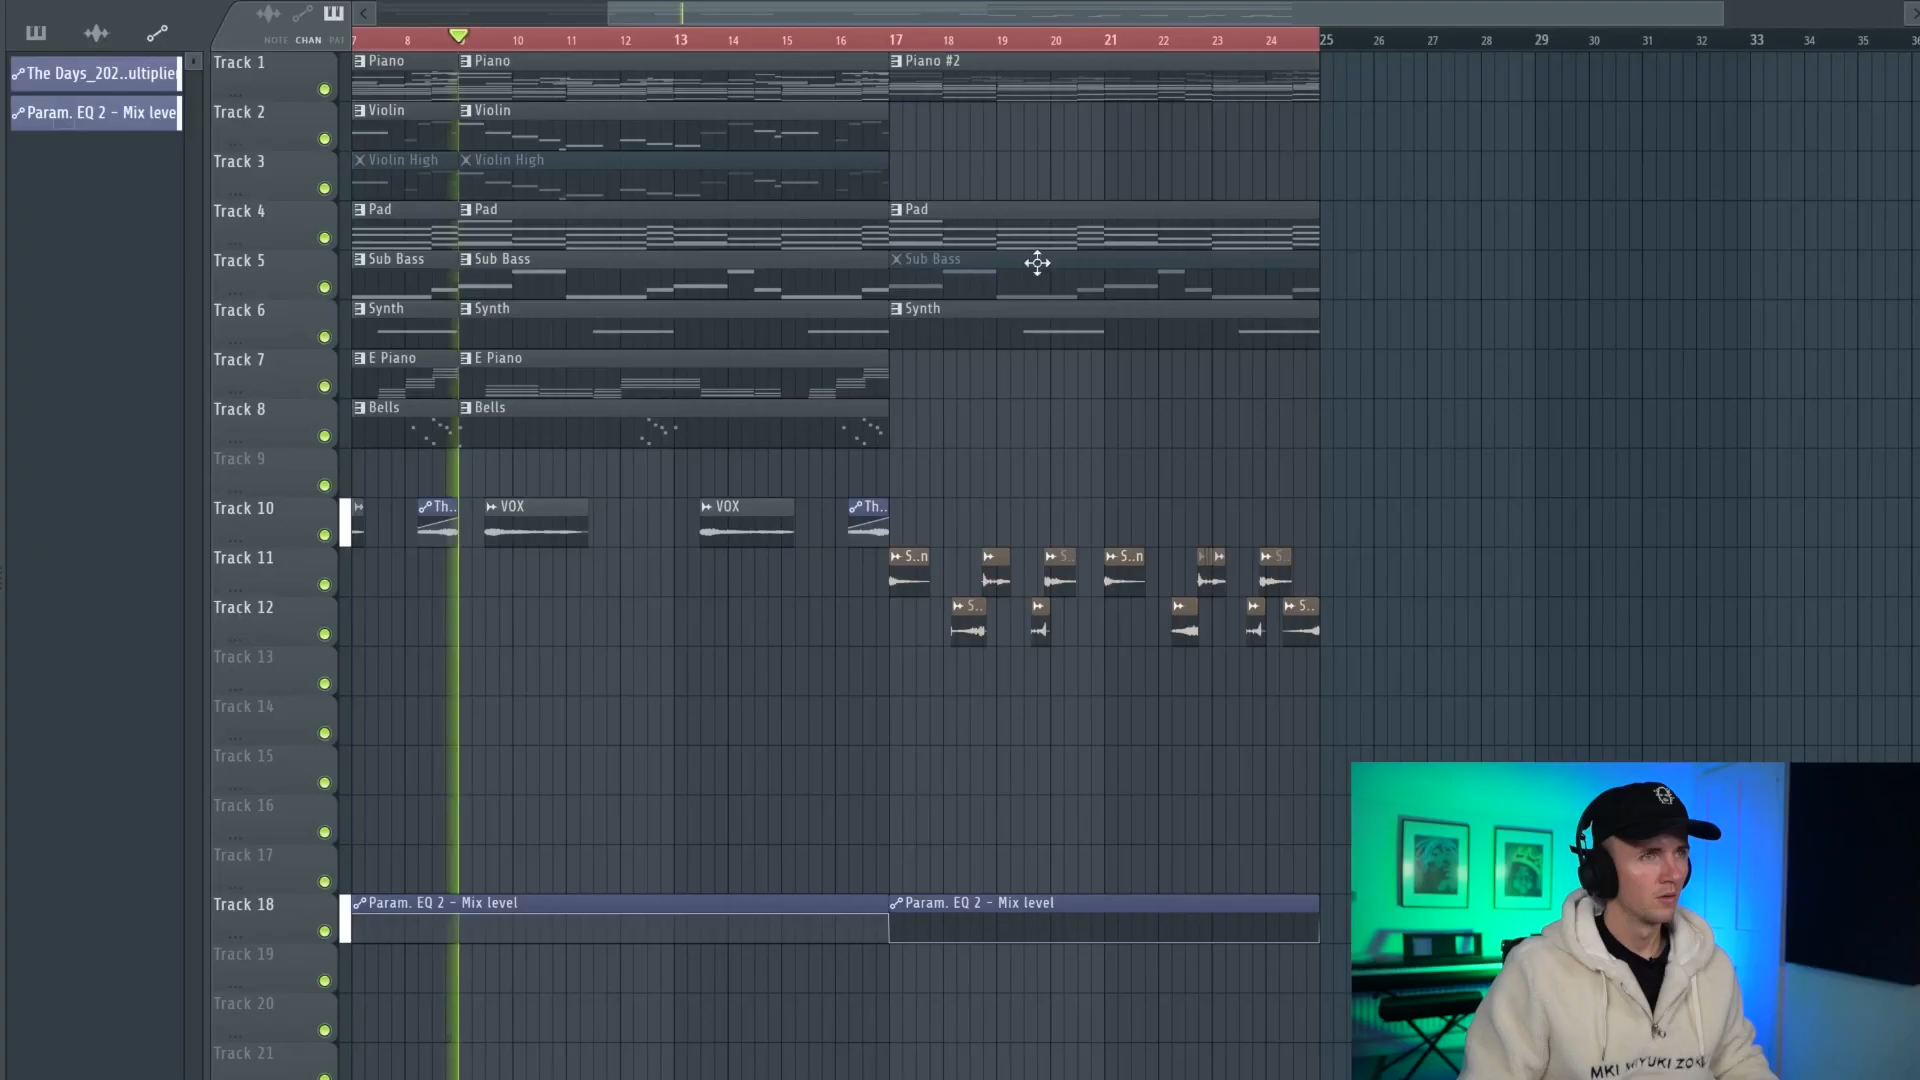 NOTE CHAN PAT
7 8 9 10 11 12 13 14 15 16 17 18 19 20 21 22 23 24 25 26 27 28 29 30 31 32 33 34 35 36
The Days_202..ultiplie
Param. EQ 2 - Mix leve
Track 1
Piano
Piano
Piano #2
Track 2
Violin
Violin
Track 3
Violin High
Violin High
Track 4
Pad
Pad
Pad
Track 5
Sub Bass
Sub Bass
Sub Bass
Track 6
Synth
Synth
Synth
Track 7
E Piano
E Piano
Track 8
Bells
Bells
Track 9
Track 10
Th..
VOX
VOX
Th..
Track 11
S..n
S..
S..n
S..
Track 12
S..
S..
Track 13
Track 14
Track 15
Track 16
Track 17
Track 18
Param. EQ 2 - Mix level
Param. EQ 2 - Mix level
Track 19
Track 20
Track 21